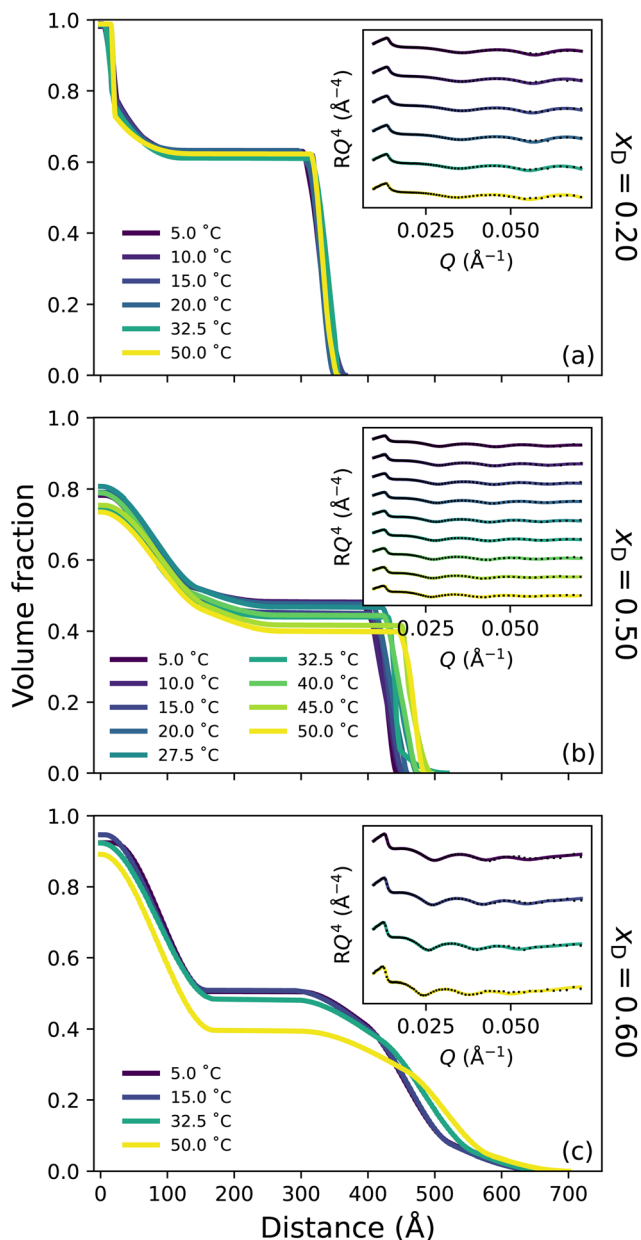 1.0
0.8
0.6
0.4
0.2
0.0
5.0 ˚C
10.0 ˚C
15.0 ˚C
20.0 ˚C
32.5 ˚C
50.0 ˚C
RQ⁴ (Å⁻⁴)
0.025 0.050
Q (Å⁻¹)
(a)
x_D = 0.20
1.0
0.8
0.6
0.4
0.2
0.0
Volume fraction
5.0 ˚C
10.0 ˚C
15.0 ˚C
20.0 ˚C
27.5 ˚C
32.5 ˚C
40.0 ˚C
45.0 ˚C
50.0 ˚C
RQ⁴ (Å⁻⁴)
0.025 0.050
Q (Å⁻¹)
(b)
x_D = 0.50
1.0
0.8
0.6
0.4
0.2
0.0
5.0 ˚C
15.0 ˚C
32.5 ˚C
50.0 ˚C
RQ⁴ (Å⁻⁴)
0.025 0.050
Q (Å⁻¹)
(c)
x_D = 0.60
0 100 200 300 400 500 600 700
Distance (Å)